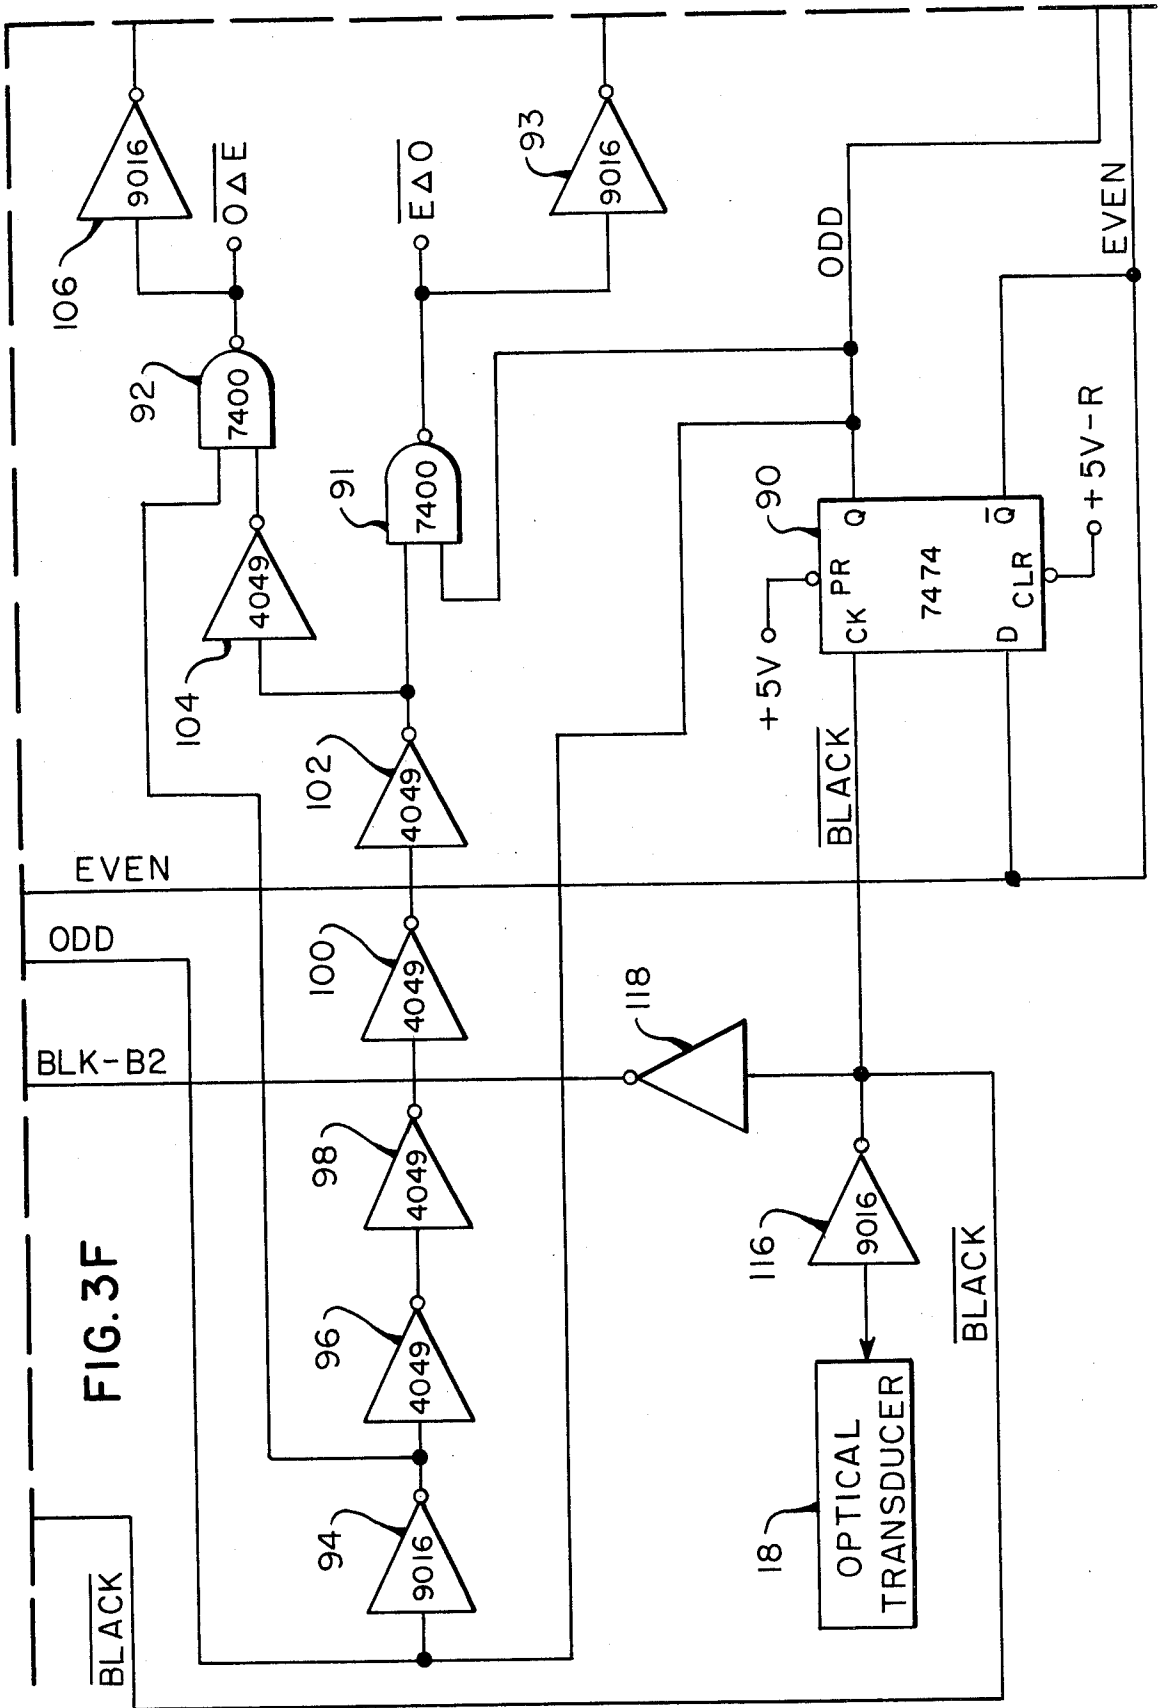 106
9016
O Δ E
92
7400
E Δ O
93
9016
104
4049
91
7400
ODD
EVEN
102
4049
90
+5V
PR
CK
Q
7474
D
CLR
Q
+5V-R
EVEN
ODD
BLK-B2
BLACK
100
4049
118
98
4049
FIG. 3F
96
4049
116
9016
BLACK
94
9016
18
OPTICAL
TRANSDUCER
BLACK